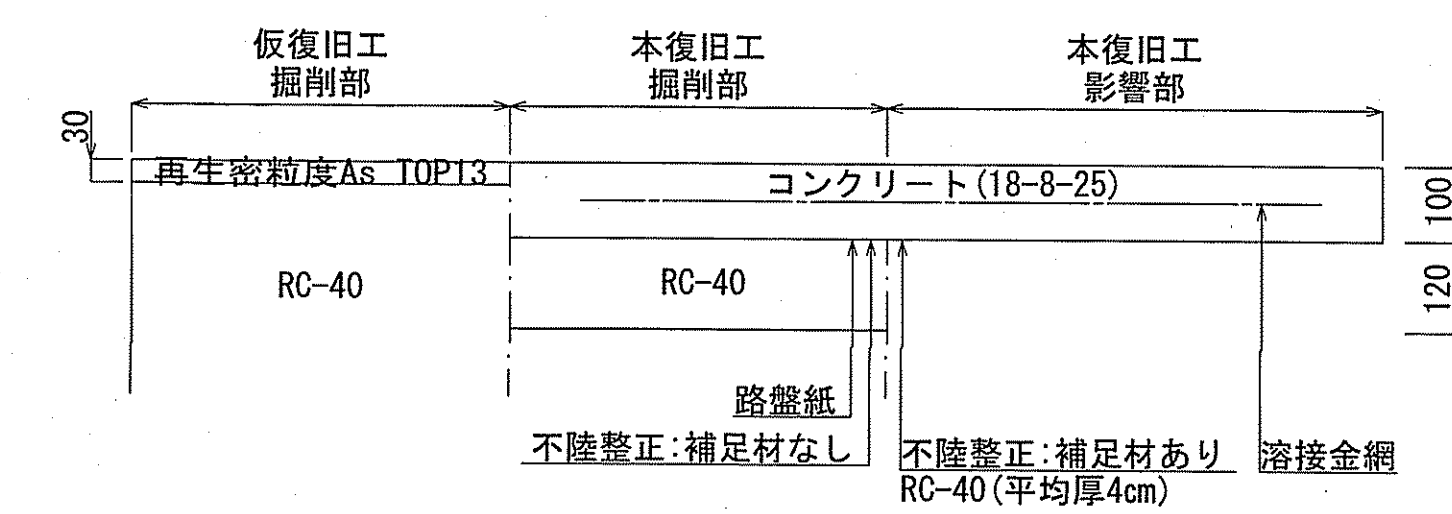 仮復旧工
掘削部
本復旧工
掘削部
本復旧工
影響部
30
再生密粒度As TOP13
コンクリート(18-8-25)
100
RC-40
RC-40
120
路盤紙
不陸整正:補足材なし
不陸整正:補足材あり
RC-40(平均厚4cm)
溶接金網